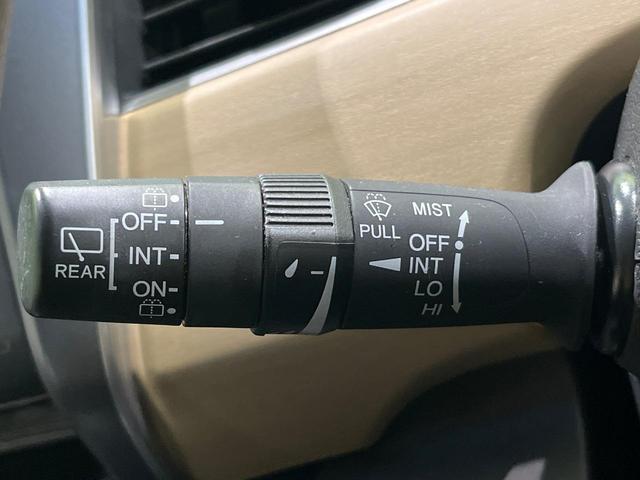 OFF
INT
ON
REAR
PULL
MIST
OFF
INT
LO
HI